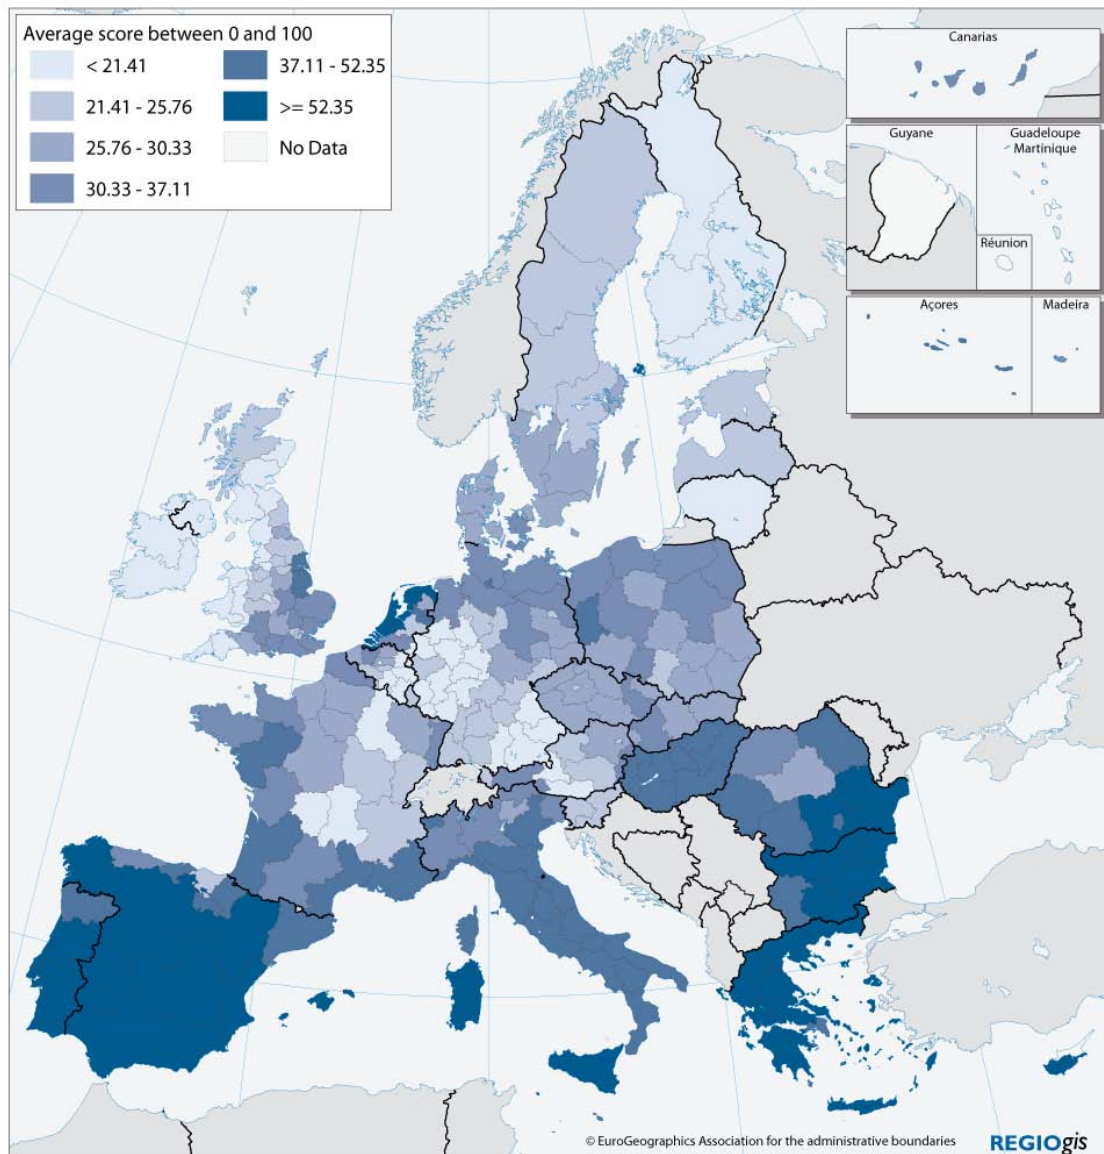 Average score between 0 and 100
< 21.41
21.41 - 25.76
25.76 - 30.33
30.33 - 37.11
37.11 - 52.35
>= 52.35
No Data
Canarias
Guyane
Guadeloupe
Martinique
Réunion
Açores
Madeira
© EuroGeographics Association for the administrative boundaries
REGIOgis